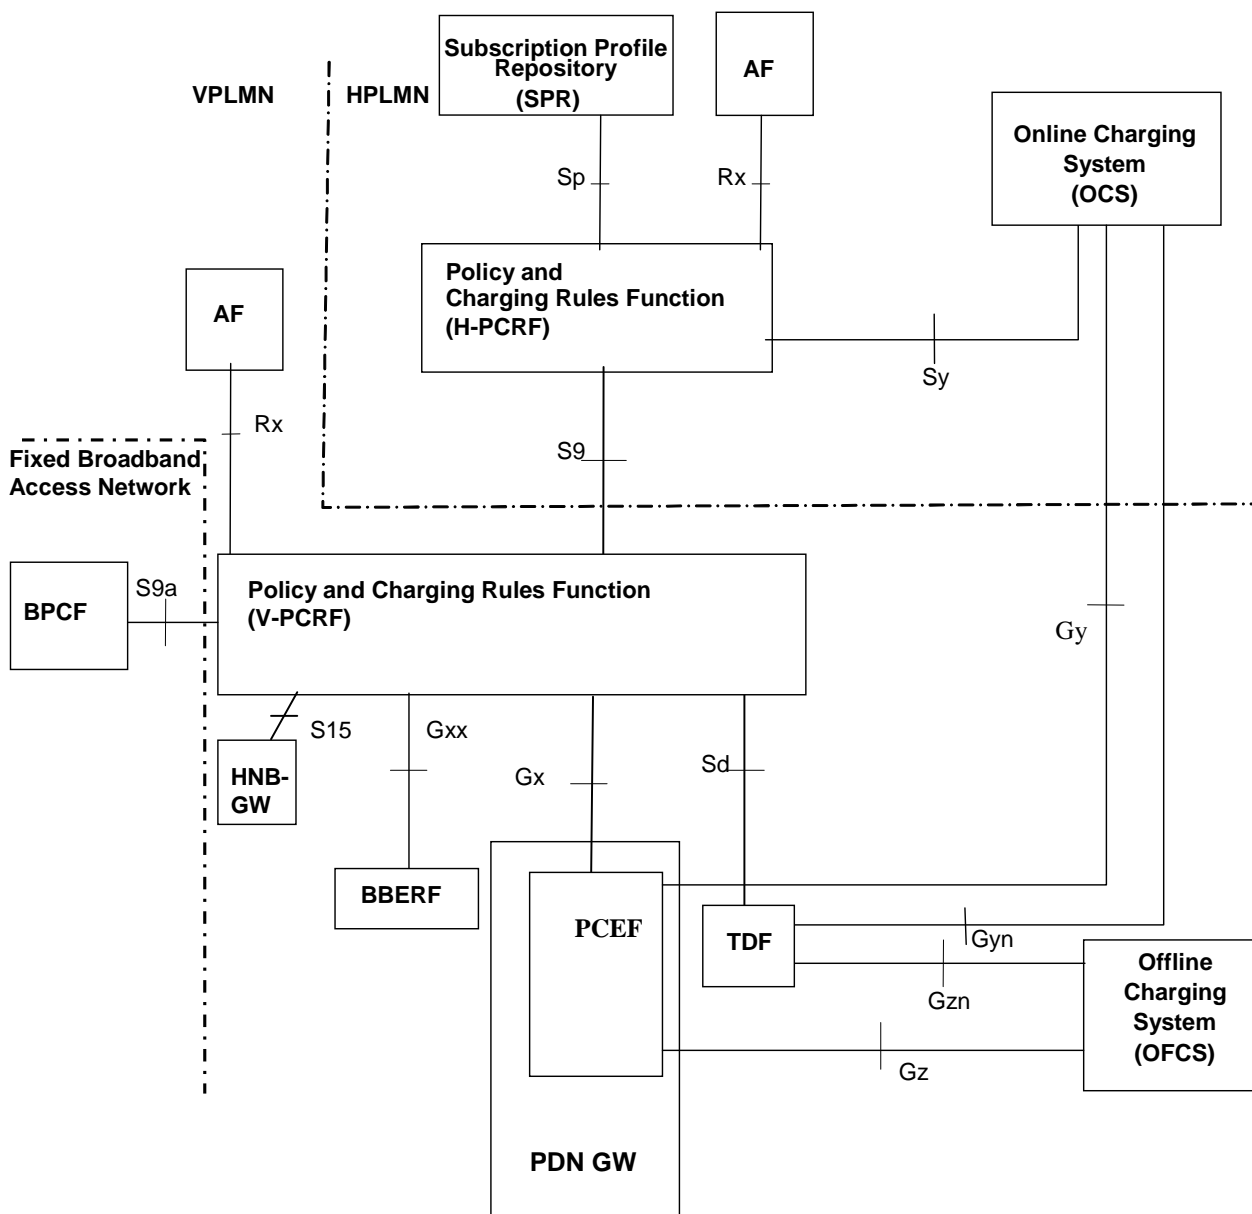 Subscription Profile
Repository
(SPR)
AF
VPLMN
HPLMN
Online Charging
System
(OCS)
Sp
Rx
Policy and
Charging Rules Function
(H-PCRF)
AF
Sy
Rx
S9
Fixed Broadband
Access Network
S9a
Policy and Charging Rules Function
(V-PCRF)
BPCF
Gy
S15
Gxx
Gx
Sd
HNB-
GW
BBERF
PCEF
TDF
Gyn
Offline
Charging
System
(OFCS)
Gzn
Gz
PDN GW